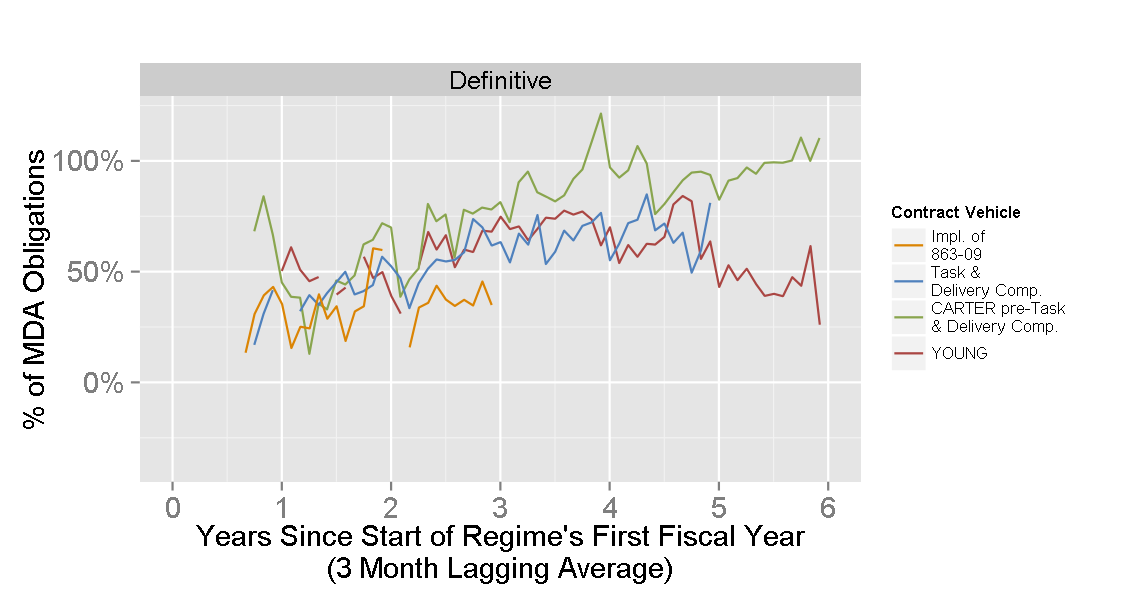 Definitive
% of MDA Obligations
100%
50%
0%
0 1 2 3 4 5 6
Years Since Start of Regime's First Fiscal Year
(3 Month Lagging Average)
Contract Vehicle
Impl. of
863-09
Task &
Delivery Comp.
CARTER pre-Task
& Delivery Comp.
YOUNG